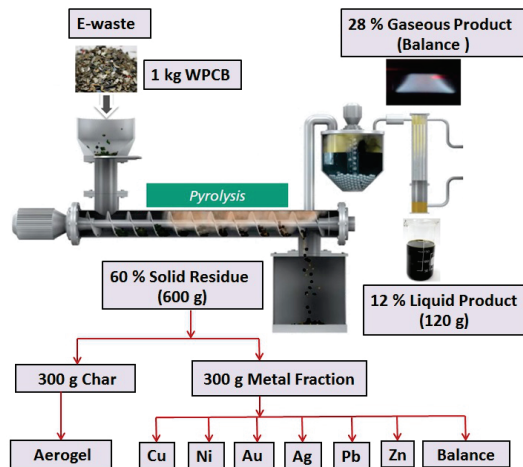 E-waste
1 kg WPCB
28 % Gaseous Product
(Balance )
Pyrolysis
60 % Solid Residue
(600 g)
12 % Liquid Product
(120 g)
300 g Char
300 g Metal Fraction
Aerogel
Cu
Ni
Au
Ag
Pb
Zn
Balance